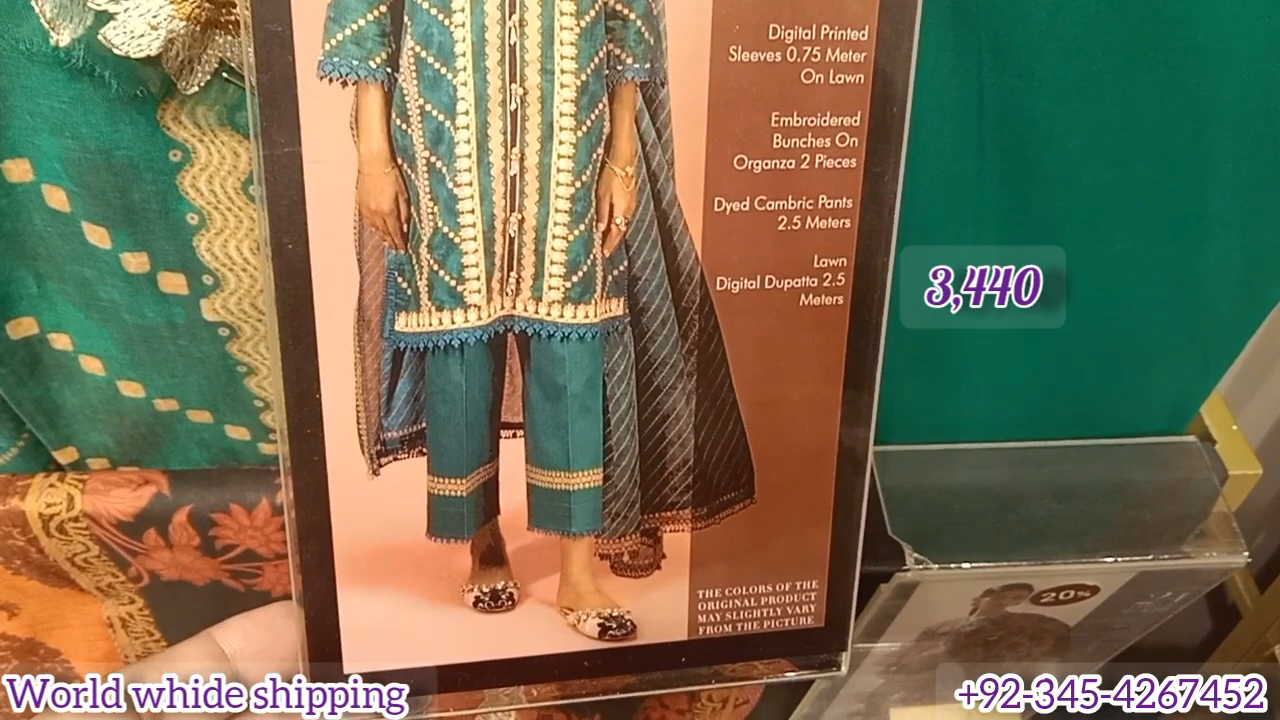 Digital Printed
Sleeves 0.75 Meter
On Lawn
Embroidered
Bunches On
Organza 2 Pieces
Dyed Cambric Pants
2.5 Meters
Lawn
Digital Dupatta 2.5
Meters
3,440
THE COLORS OF THE
ORIGINAL PRODUCT
MAY SLIGHTLY VARY
FROM THE PICTURE
20%
World whide shipping
+92-345-4267452